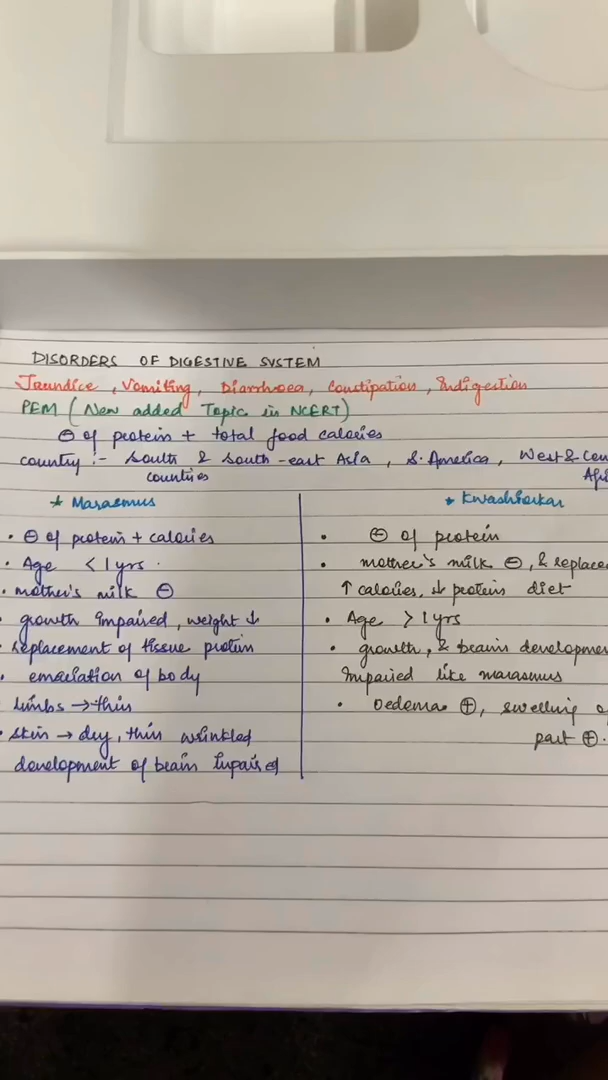 DISORDERS OF DIGESTIVE SYSTEM
Jaundice, Vomiting, Diarrhoea, Constipation, Indigestion
PEM (New added Topic in NCERT)
⊖ of protein + total food calories
country :- South & South-east Asia, S. America, West & Cen
countries Afri
* Marasmus
• ⊖ of protein + calories
• Age < 1 yrs.
• mother's milk ⊖
• growth impaired, weight ↓
• replacement of tissue protein
• emaciation of body
• limbs → thin
• skin → dry, thin wrinkled
development of brain impaired
* Kwashiorkar
• ⊖ of protein
• mother's milk ⊖, & replace
↑ calories, ↓ protein diet
• Age > 1 yrs
• growth, & brain developme
impaired like marasmus
• Oedema ⊕, swelling o
part ⊕.